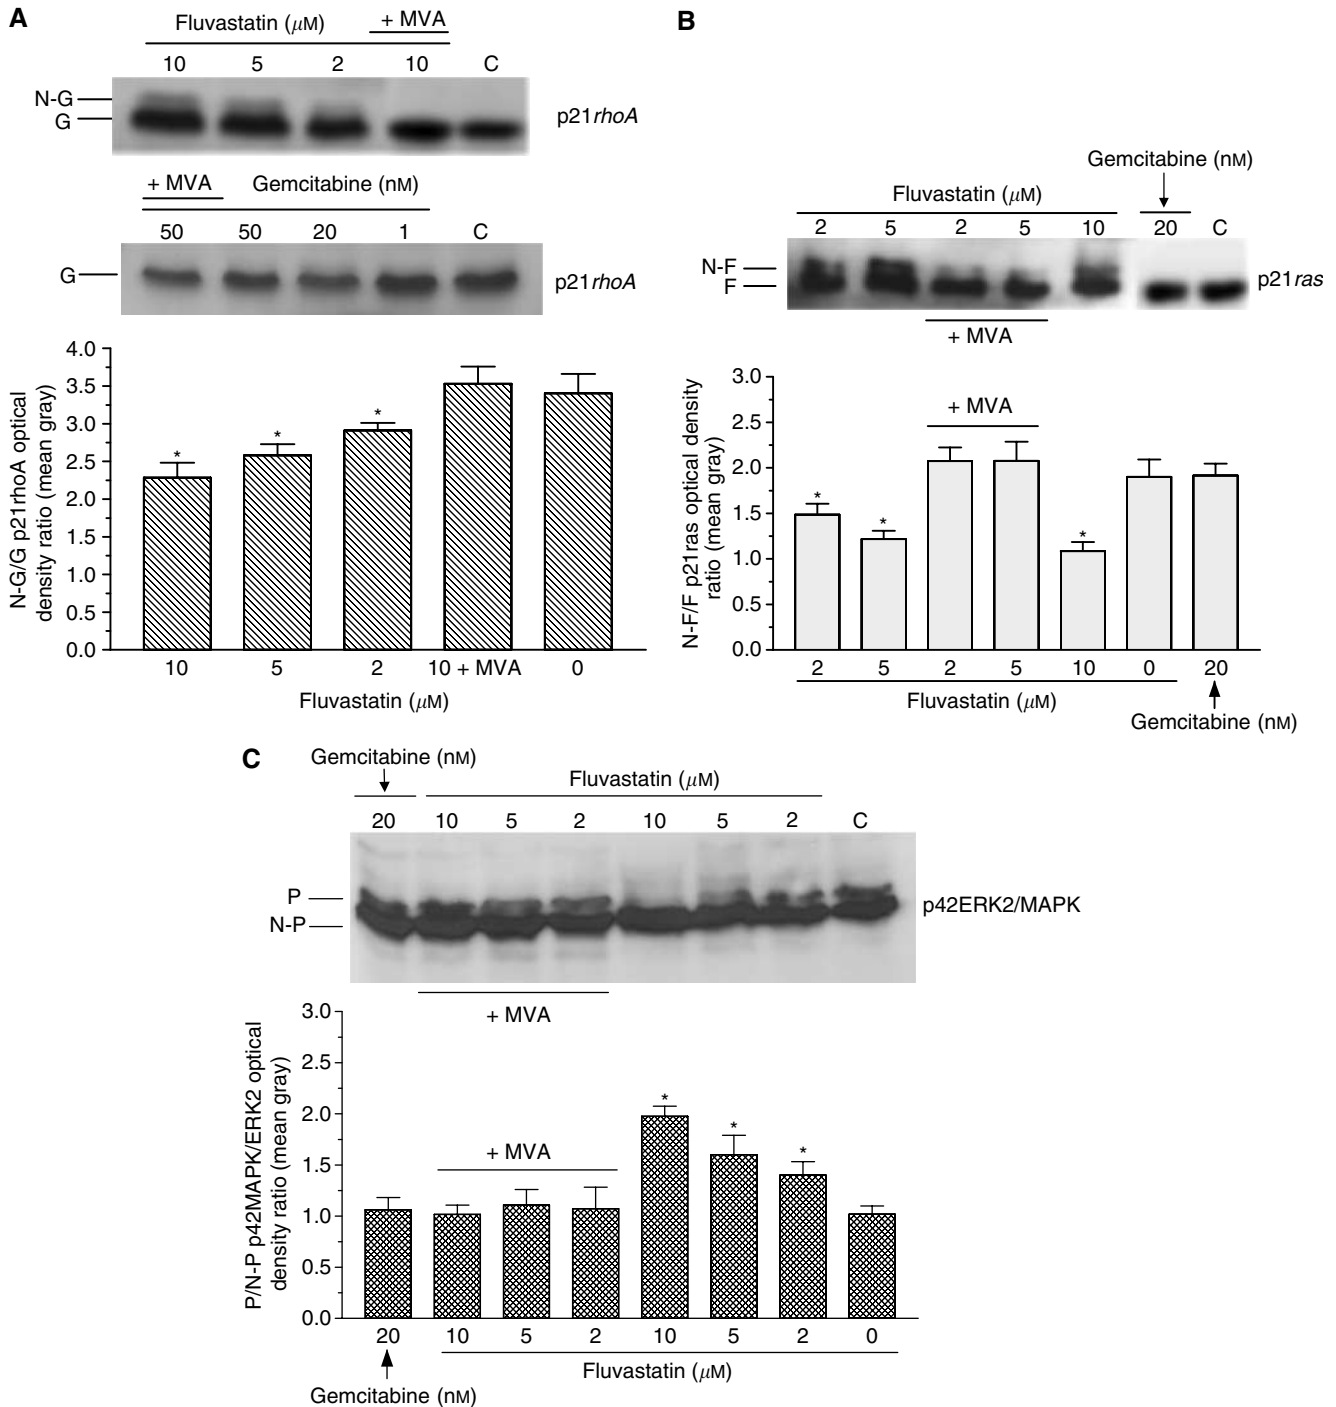 A
Fluvastatin (μM)
+ MVA
10 5 2 10 C
N-G
G
p21rhoA
+ MVA
Gemcitabine (nM)
50 50 20 1 C
G
p21rhoA
4.0
3.5
3.0
2.5
2.0
1.5
1.0
0.5
0.0
N-G/G p21rhoA optical
density ratio (mean gray)
* * *
10 5 2 10 + MVA 0
Fluvastatin (μM)
B
Gemcitabine (nM)
Fluvastatin (μM)
2 5 2 5 10 20 C
N-F
F
p21ras
+ MVA
3.0
2.5
2.0
1.5
1.0
0.5
0.0
N-F/F p21ras optical density
ratio (mean gray)
+ MVA
* * *
2 5 2 5 10 0 20
Fluvastatin (μM)
Gemcitabine (nM)
C
Gemcitabine (nM)
Fluvastatin (μM)
20 10 5 2 10 5 2 C
P
N-P
p42ERK2/MAPK
+ MVA
3.0
2.5
2.0
1.5
1.0
0.5
0.0
P/N-P p42MAPK/ERK2 optical
density ratio (mean gray)
+ MVA
* * *
20 10 5 2 10 5 2 0
Fluvastatin (μM)
Gemcitabine (nM)